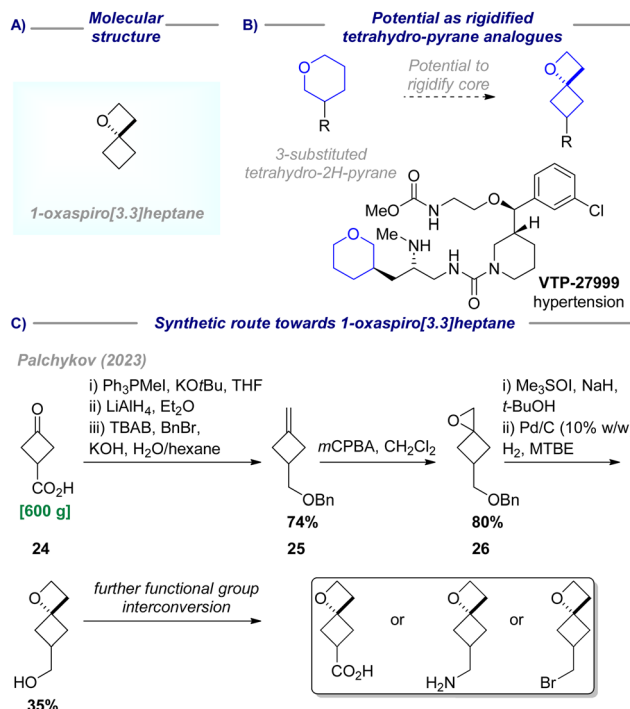 A) Molecular structure
O
1-oxaspiro[3.3]heptane
B) Potential as rigidified tetrahydro-pyrane analogues
O
R
Potential to
rigidify core
O
R
3-substituted
tetrahydro-2H-pyrane
O
MeO
N
H
O
H
Cl
O
MeN
NH
H
N
N
O
VTP-27999
hypertension
C) Synthetic route towards 1-oxaspiro[3.3]heptane
Palchykov (2023)
O
CO2H
[600 g]
24
i) Ph3PMeI, KOtBu, THF
ii) LiAlH4, Et2O
iii) TBAB, BnBr,
KOH, H2O/hexane
OBn
74%
25
mCPBA, CH2Cl2
O
OBn
80%
26
i) Me3SOI, NaH,
t-BuOH
ii) Pd/C (10% w/w
H2, MTBE
O
HO
35%
further functional group
interconversion
O
CO2H
or
O
H2N
or
O
Br